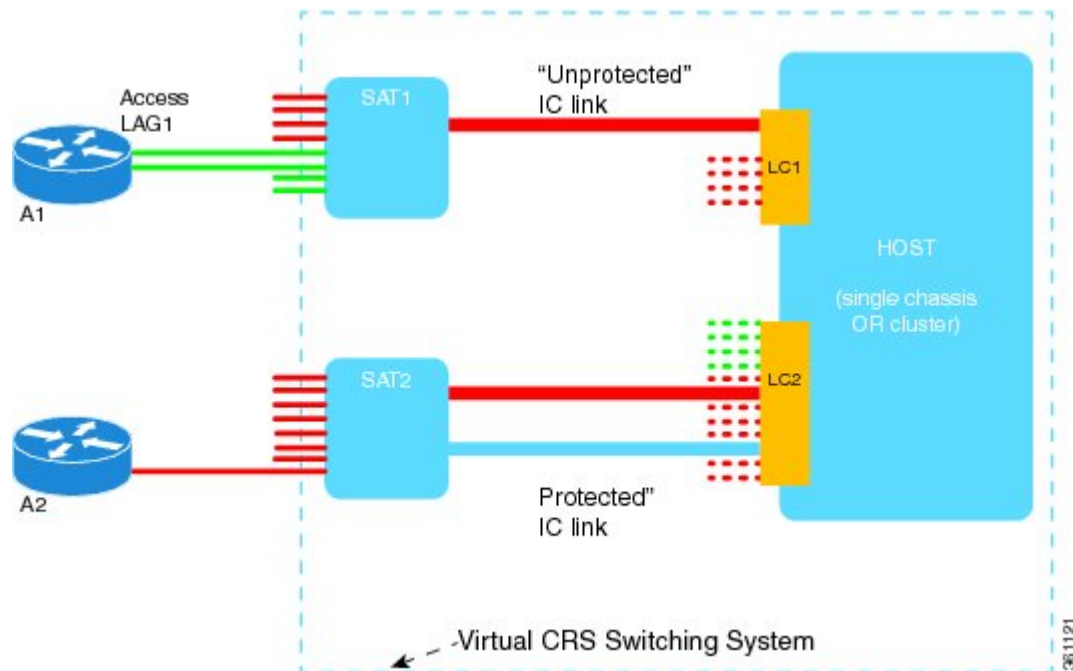 Access
LAG1
A1
SAT1
“Unprotected”
IC link
LC1
HOST
(single chassis
OR cluster)
SAT2
LC2
A2
Protected”
IC link
Virtual CRS Switching System
281121